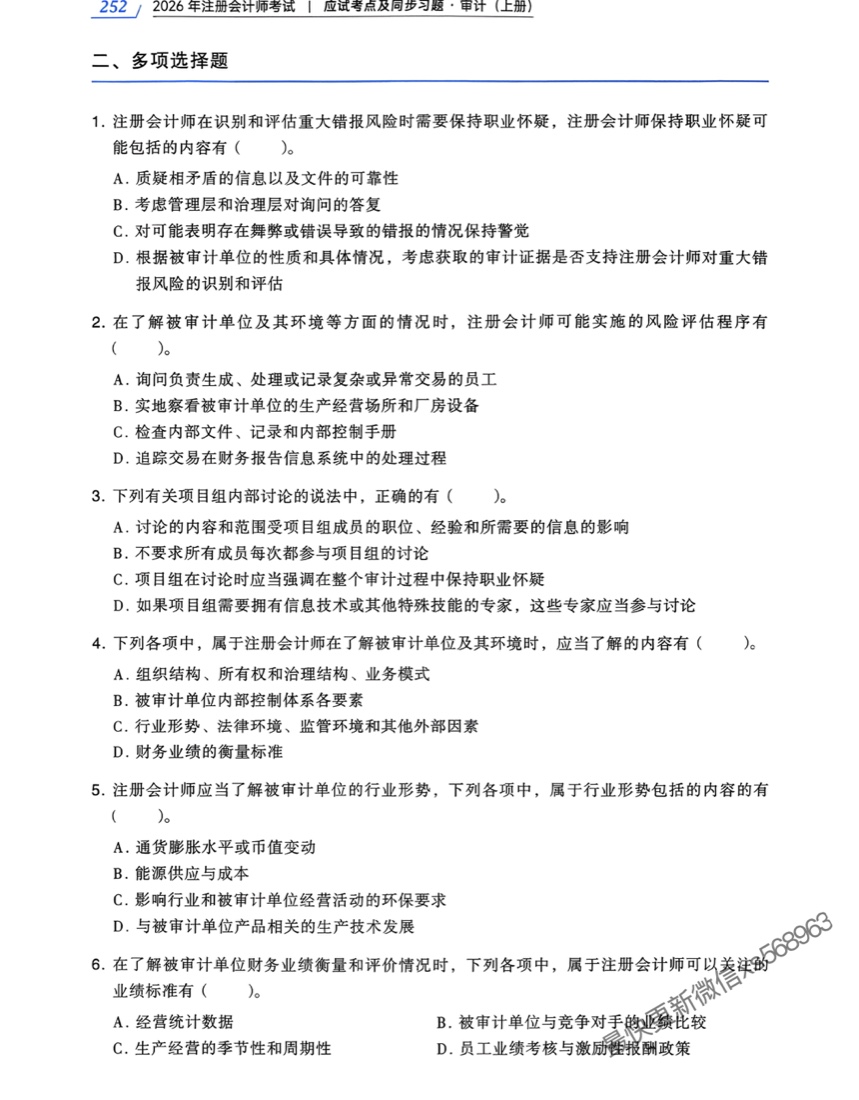 252 2026 年注册会计师考试 | 应试考点及同步习题·审计（上册）
二、多项选择题
1. 注册会计师在识别和评估重大错报风险时需要保持职业怀疑，注册会计师保持职业怀疑可
能包括的内容有（ ）。
A. 质疑相矛盾的信息以及文件的可靠性
B. 考虑管理层和治理层对询问的答复
C. 对可能表明存在舞弊或错误导致的错报的情况保持警觉
D. 根据被审计单位的性质和具体情况，考虑获取的审计证据是否支持注册会计师对重大错
报风险的识别和评估
2. 在了解被审计单位及其环境等方面的情况时，注册会计师可能实施的风险评估程序有
（ ）。
A. 询问负责生成、处理或记录复杂或异常交易的员工
B. 实地察看被审计单位的生产经营场所和厂房设备
C. 检查内部文件、记录和内部控制手册
D. 追踪交易在财务报告信息系统中的处理过程
3. 下列有关项目组内部讨论的说法中，正确的有（ ）。
A. 讨论的内容和范围受项目组成员的职位、经验和所需要的信息的影响
B. 不要求所有成员每次都参与项目组的讨论
C. 项目组在讨论时应当强调在整个审计过程中保持职业怀疑
D. 如果项目组需要拥有信息技术或其他特殊技能的专家，这些专家应当参与讨论
4. 下列各项中，属于注册会计师在了解被审计单位及其环境时，应当了解的内容有（ ）。
A. 组织结构、所有权和治理结构、业务模式
B. 被审计单位内部控制体系各要素
C. 行业形势、法律环境、监管环境和其他外部因素
D. 财务业绩的衡量标准
5. 注册会计师应当了解被审计单位的行业形势，下列各项中，属于行业形势包括的内容的有
（ ）。
A. 通货膨胀水平或币值变动
B. 能源供应与成本
C. 影响行业和被审计单位经营活动的环保要求
D. 与被审计单位产品相关的生产技术发展
6. 在了解被审计单位财务业绩衡量和评价情况时，下列各项中，属于注册会计师可以关注的
业绩标准有（ ）。
A. 经营统计数据 B. 被审计单位与竞争对手的业绩比较
C. 生产经营的季节性和周期性 D. 员工业绩考核与激励性报酬政策
最快更新微信xs568963